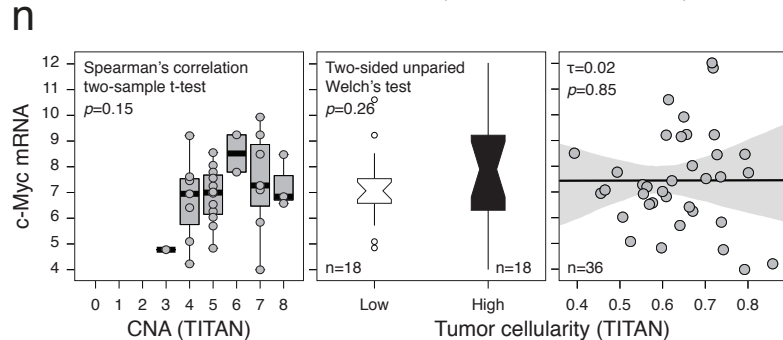 n
c-Myc mRNA
12
11
10
9
8
7
6
5
4
Spearman's correlation
two-sample t-test
p=0.15
0 1 2 3 4 5 6 7 8
CNA (TITAN)
Two-sided unparied
Welch's test
p=0.26
n=18
n=18
Low High
τ=0.02
p=0.85
n=36
0.4 0.5 0.6 0.7 0.8
Tumor cellularity (TITAN)